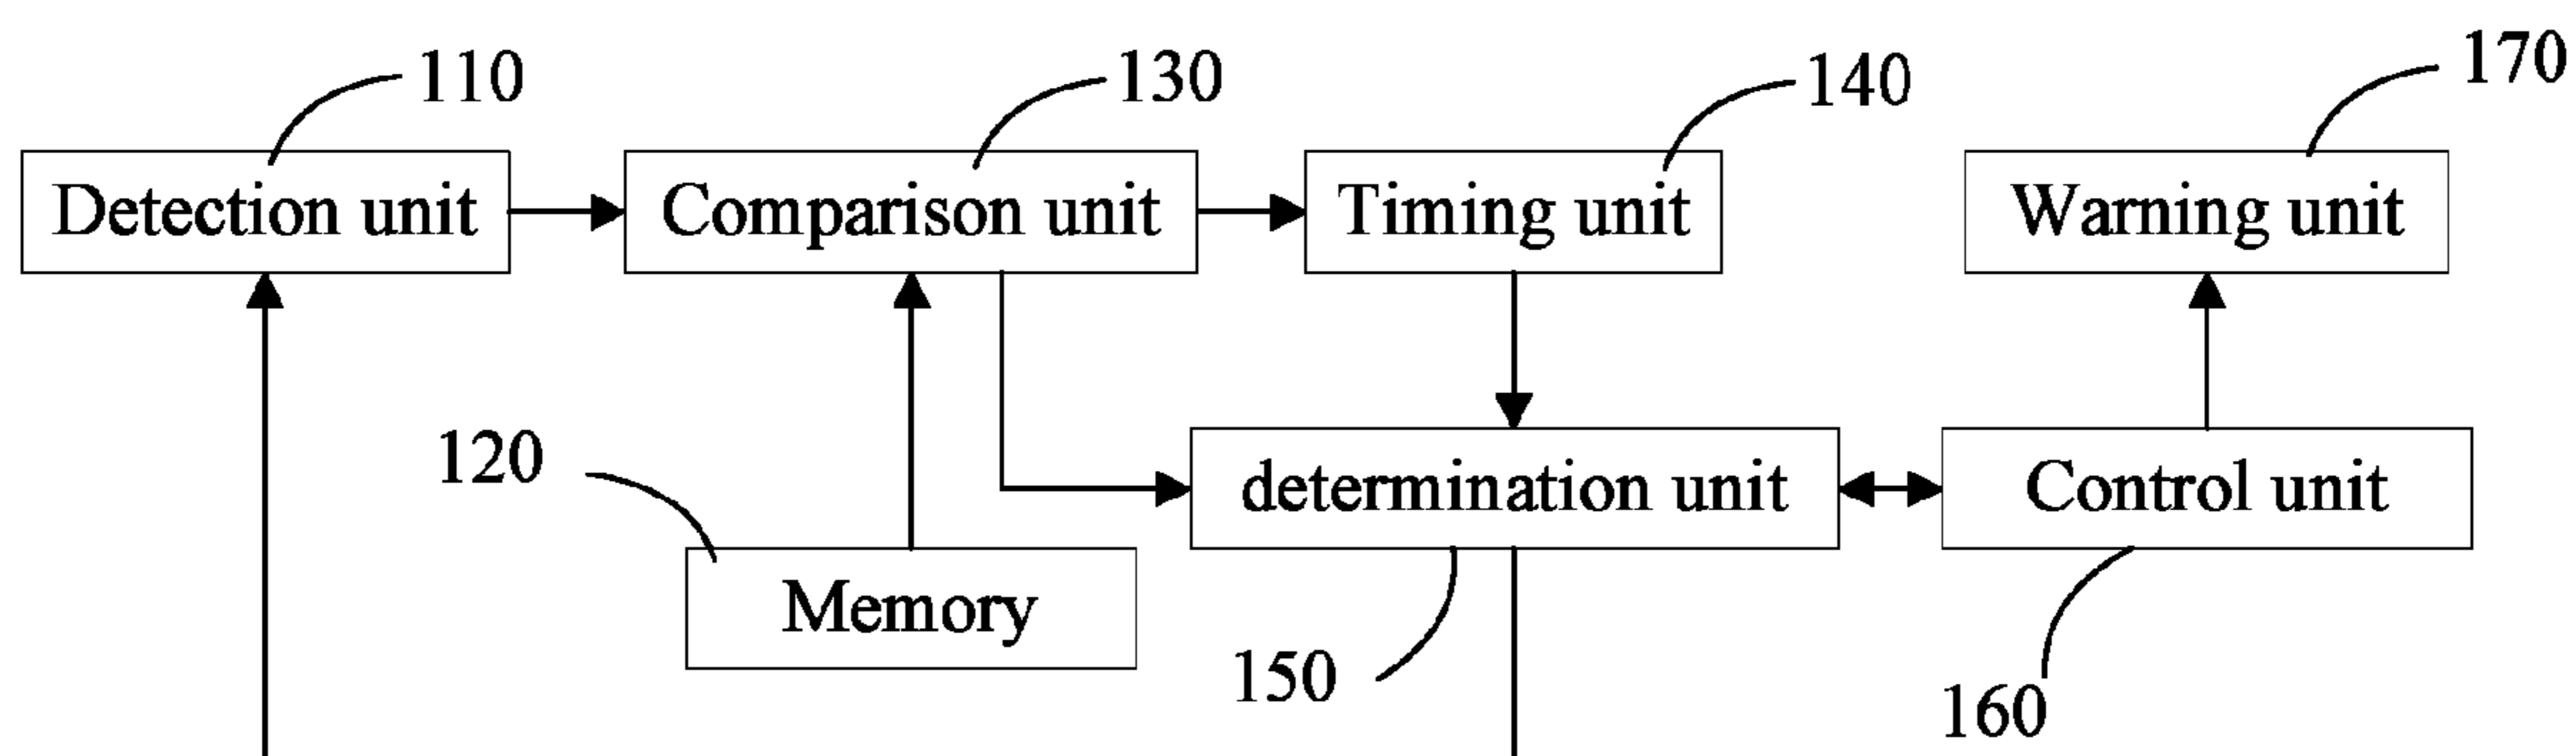 110
130
140
170
Detection unit
Comparison unit
Timing unit
Warning unit
120
determination unit
Control unit
Memory
150
160